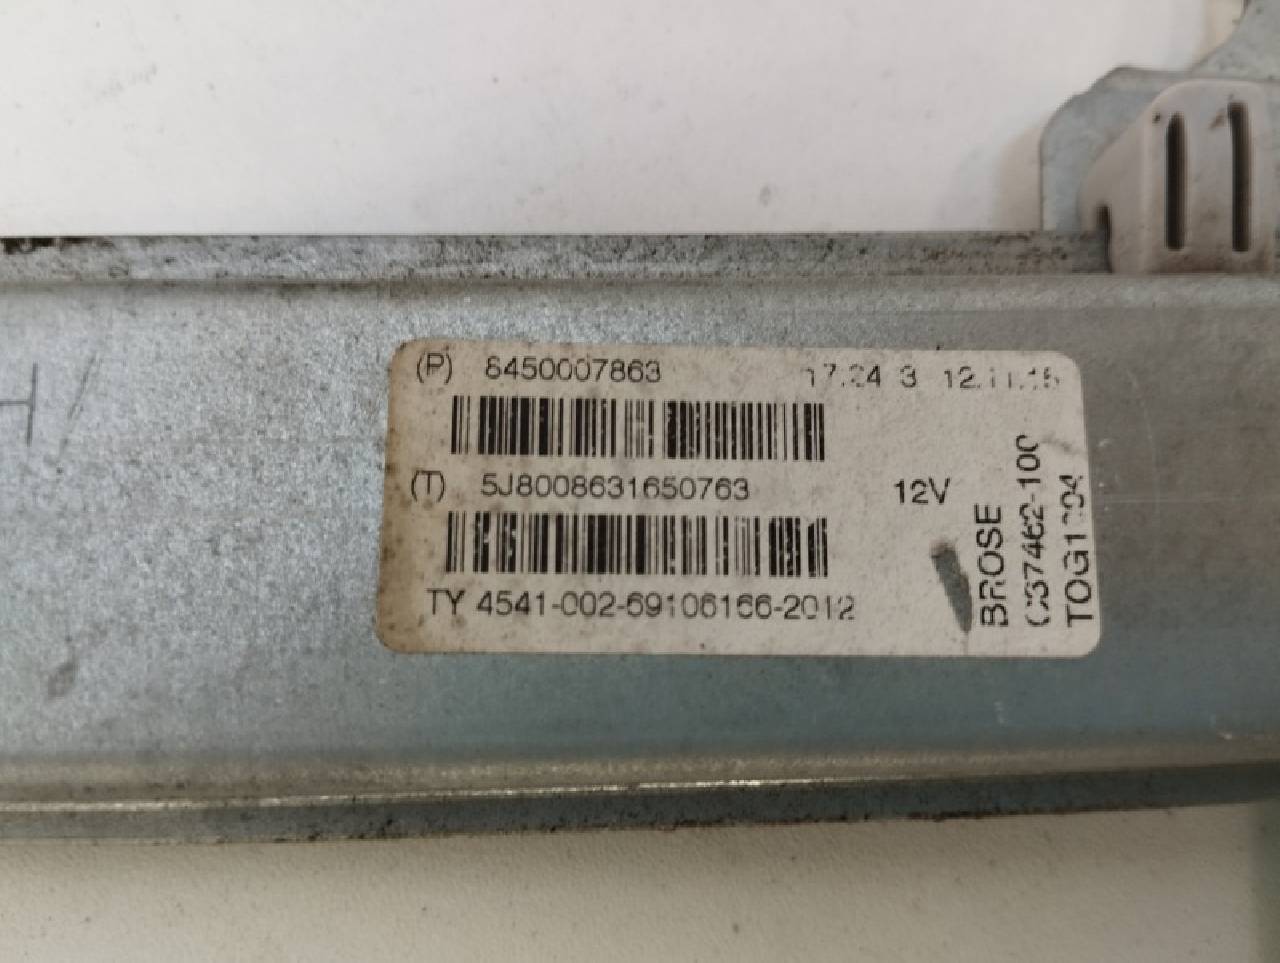 (P) 8450007863 17.24 3 12.11.15
(T) 5J8008631650763 12V
TY 4541-002-69106166-2012
BROSE
C37462-100